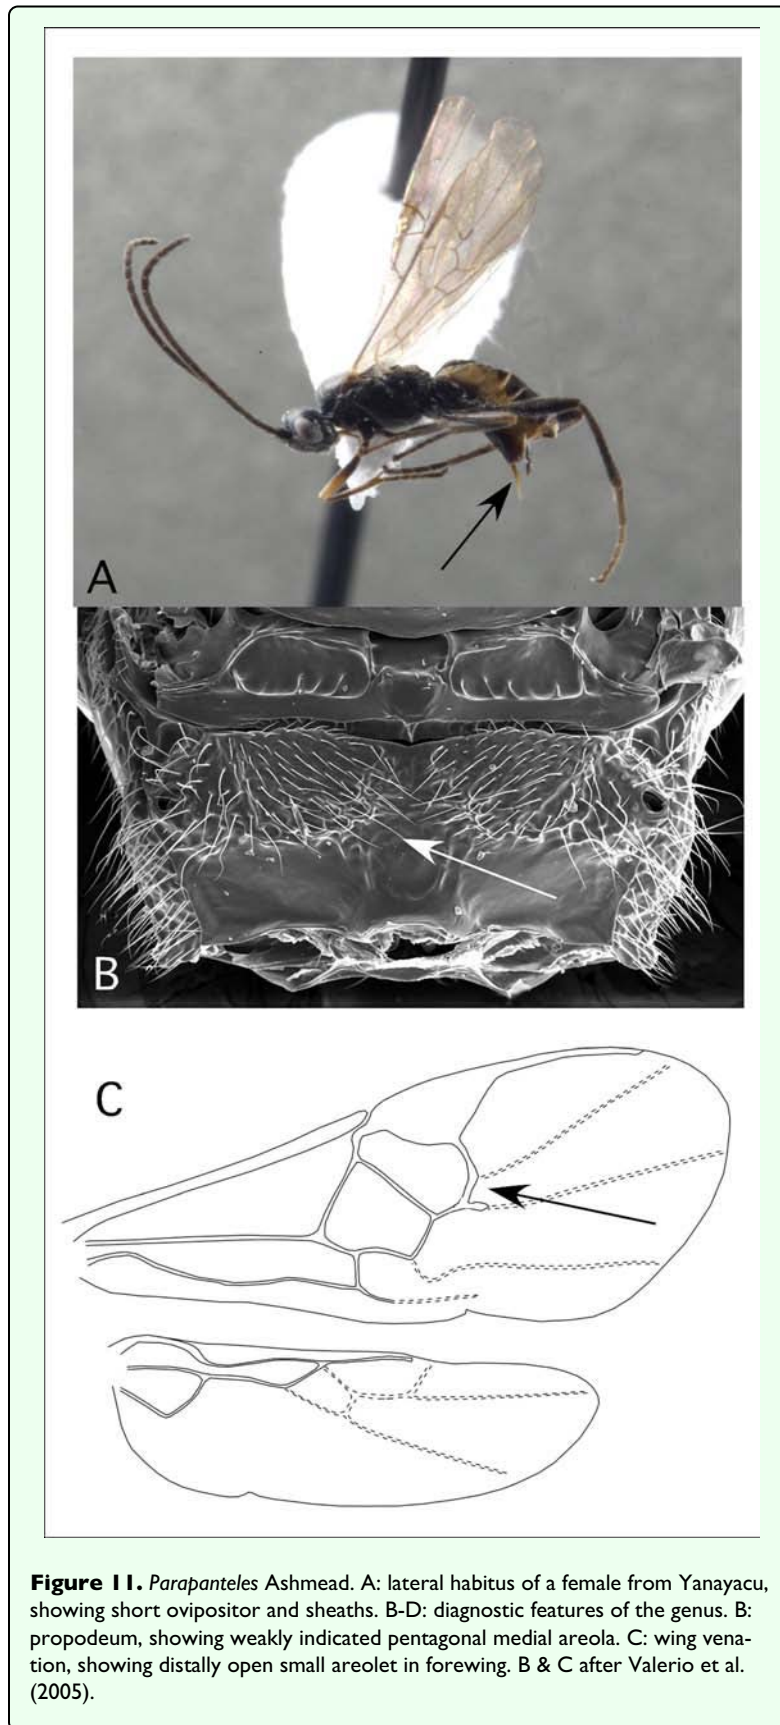 A
B
C
Figure 11. Parapanteles Ashmead. A: lateral habitus of a female from Yanayacu,
showing short ovipositor and sheaths. B-D: diagnostic features of the genus. B:
propodeum, showing weakly indicated pentagonal medial areola. C: wing vena-
tion, showing distally open small areolet in forewing. B & C after Valerio et al.
(2005).